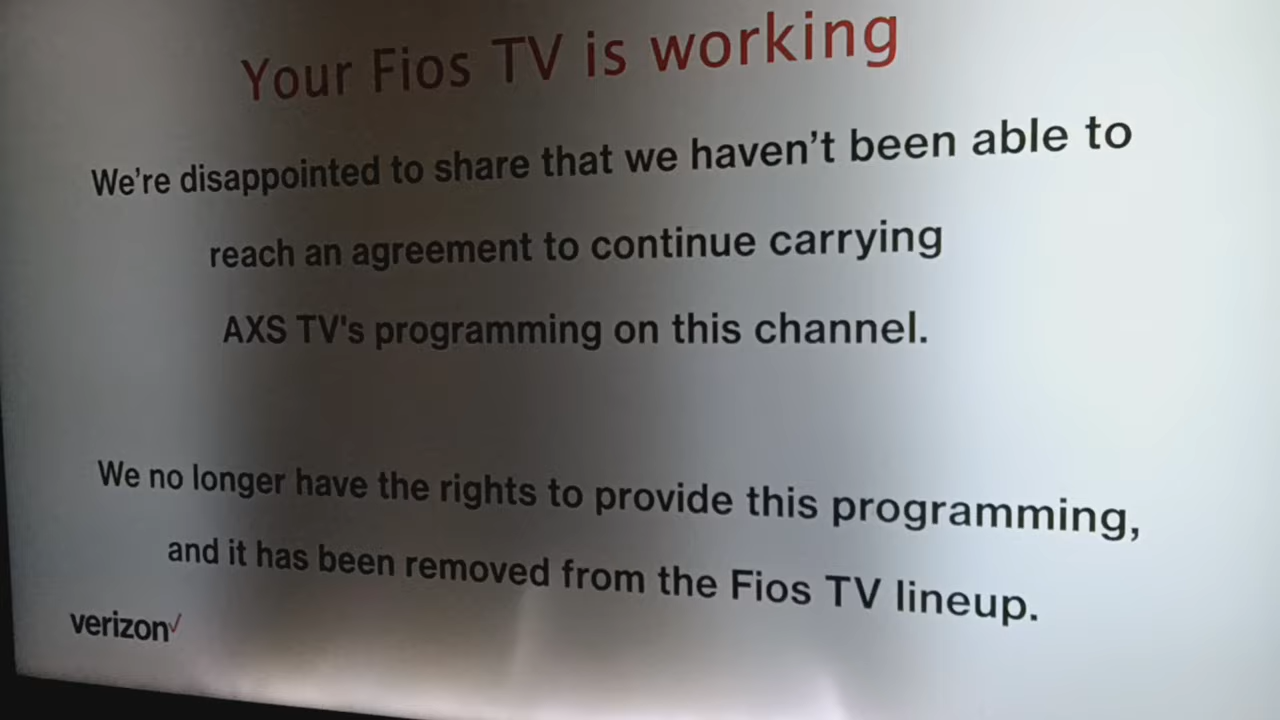 Your Fios TV is working
We're disappointed to share that we haven't been able to
reach an agreement to continue carrying
AXS TV's programming on this channel.
We no longer have the rights to provide this programming,
and it has been removed from the Fios TV lineup.
verizon✓